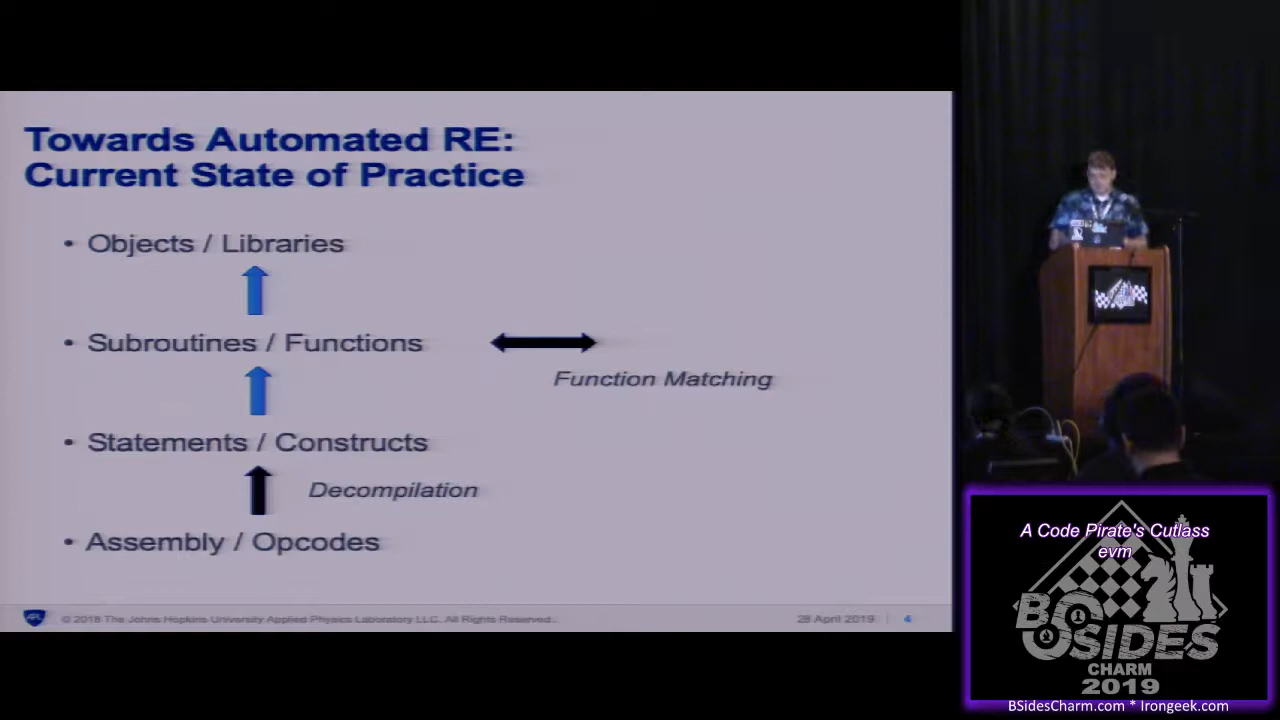 Towards Automated RE:
Current State of Practice
• Objects / Libraries
• Subroutines / Functions
Function Matching
• Statements / Constructs
Decompilation
• Assembly / Opcodes
APL
© 2018 The Johns Hopkins University Applied Physics Laboratory LLC. All Rights Reserved.
28 April 2019
4
A Code Pirate's Cutlass
evm
BSIDES
CHARM
2019
BSidesCharm.com * Irongeek.com